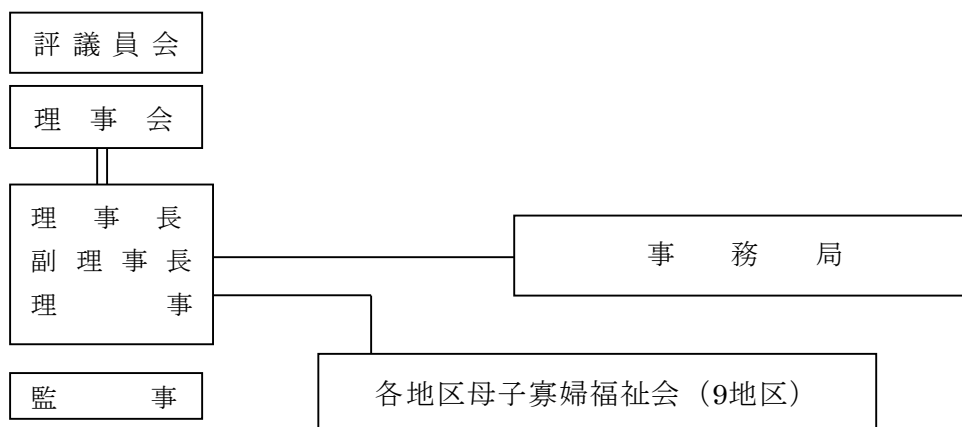 評議員会
理事会
理事長
副理事長
理事
事務局
監事
各地区母子寡婦福祉会（9地区）